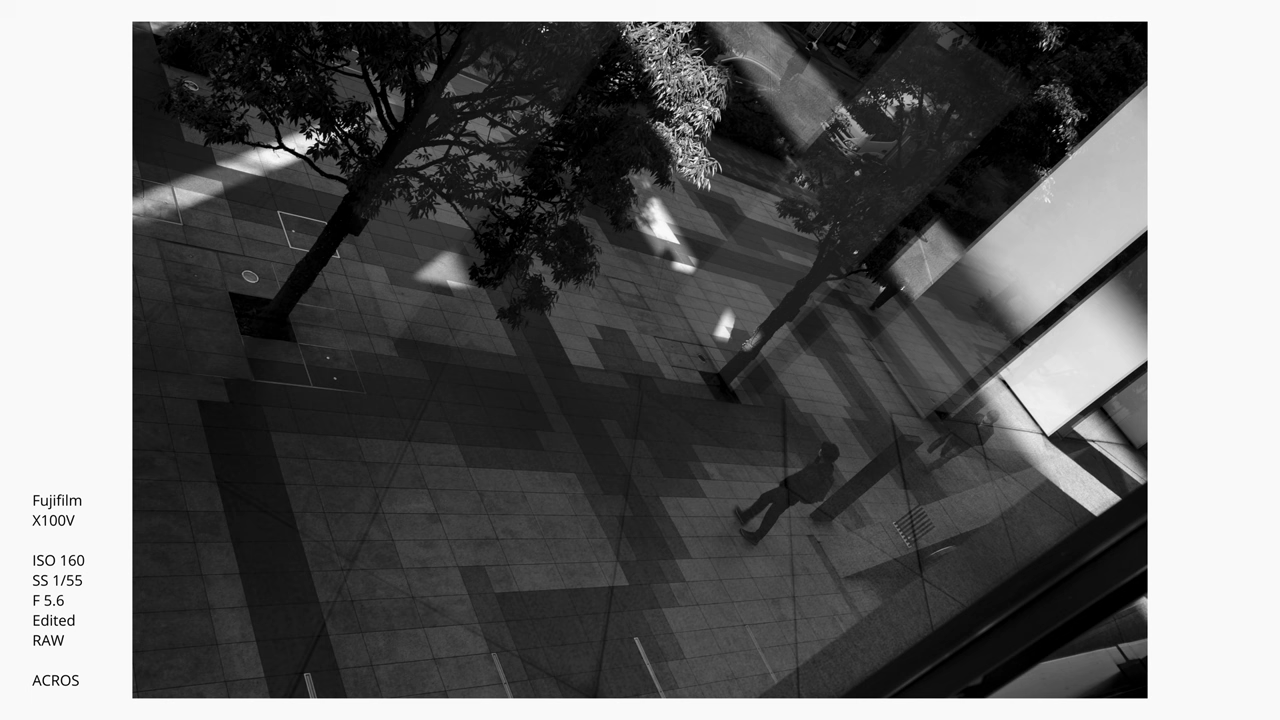 Fujifilm
X100V
ISO 160
SS 1/55
F 5.6
Edited
RAW
ACROS